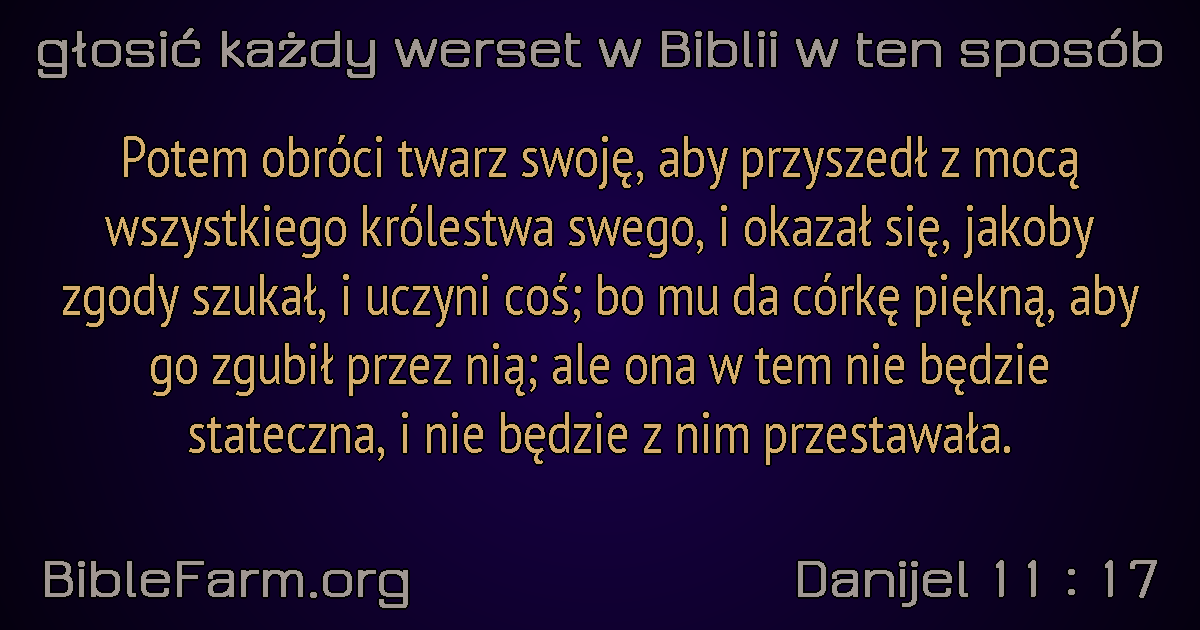 głosić każdy werset w Biblii w ten sposób
Potem obróci twarz swoję, aby przyszedł z mocą
wszystkiego królestwa swego, i okazał się, jakoby
zgody szukał, i uczyni coś; bo mu da córkę piękną, aby
go zgubił przez nią; ale ona w tem nie będzie
stateczna, i nie będzie z nim przestawała.
BibleFarm.org
Danijel 11 : 17